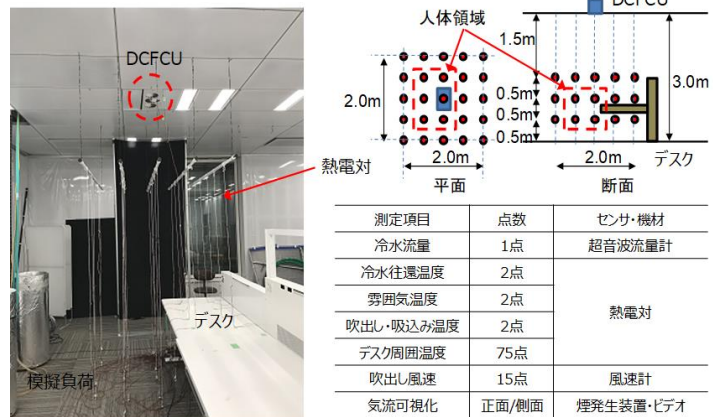 DCFCU
熱電対
デスク
模擬負荷
人体領域
2.0m
2.0m
平面
DCFCU
1.5m
0.5m
0.5m
0.5m
3.0m
2.0m
デスク
断面
測定項目 点数 センサ・機材
冷水流量 1点 超音波流量計
冷水往還温度 2点 熱電対
雰囲気温度 2点
吹出し・吸込み温度 2点
デスク周囲温度 75点
吹出し風速 15点 風速計
気流可視化 正面/側面 煙発生装置・ビデオ